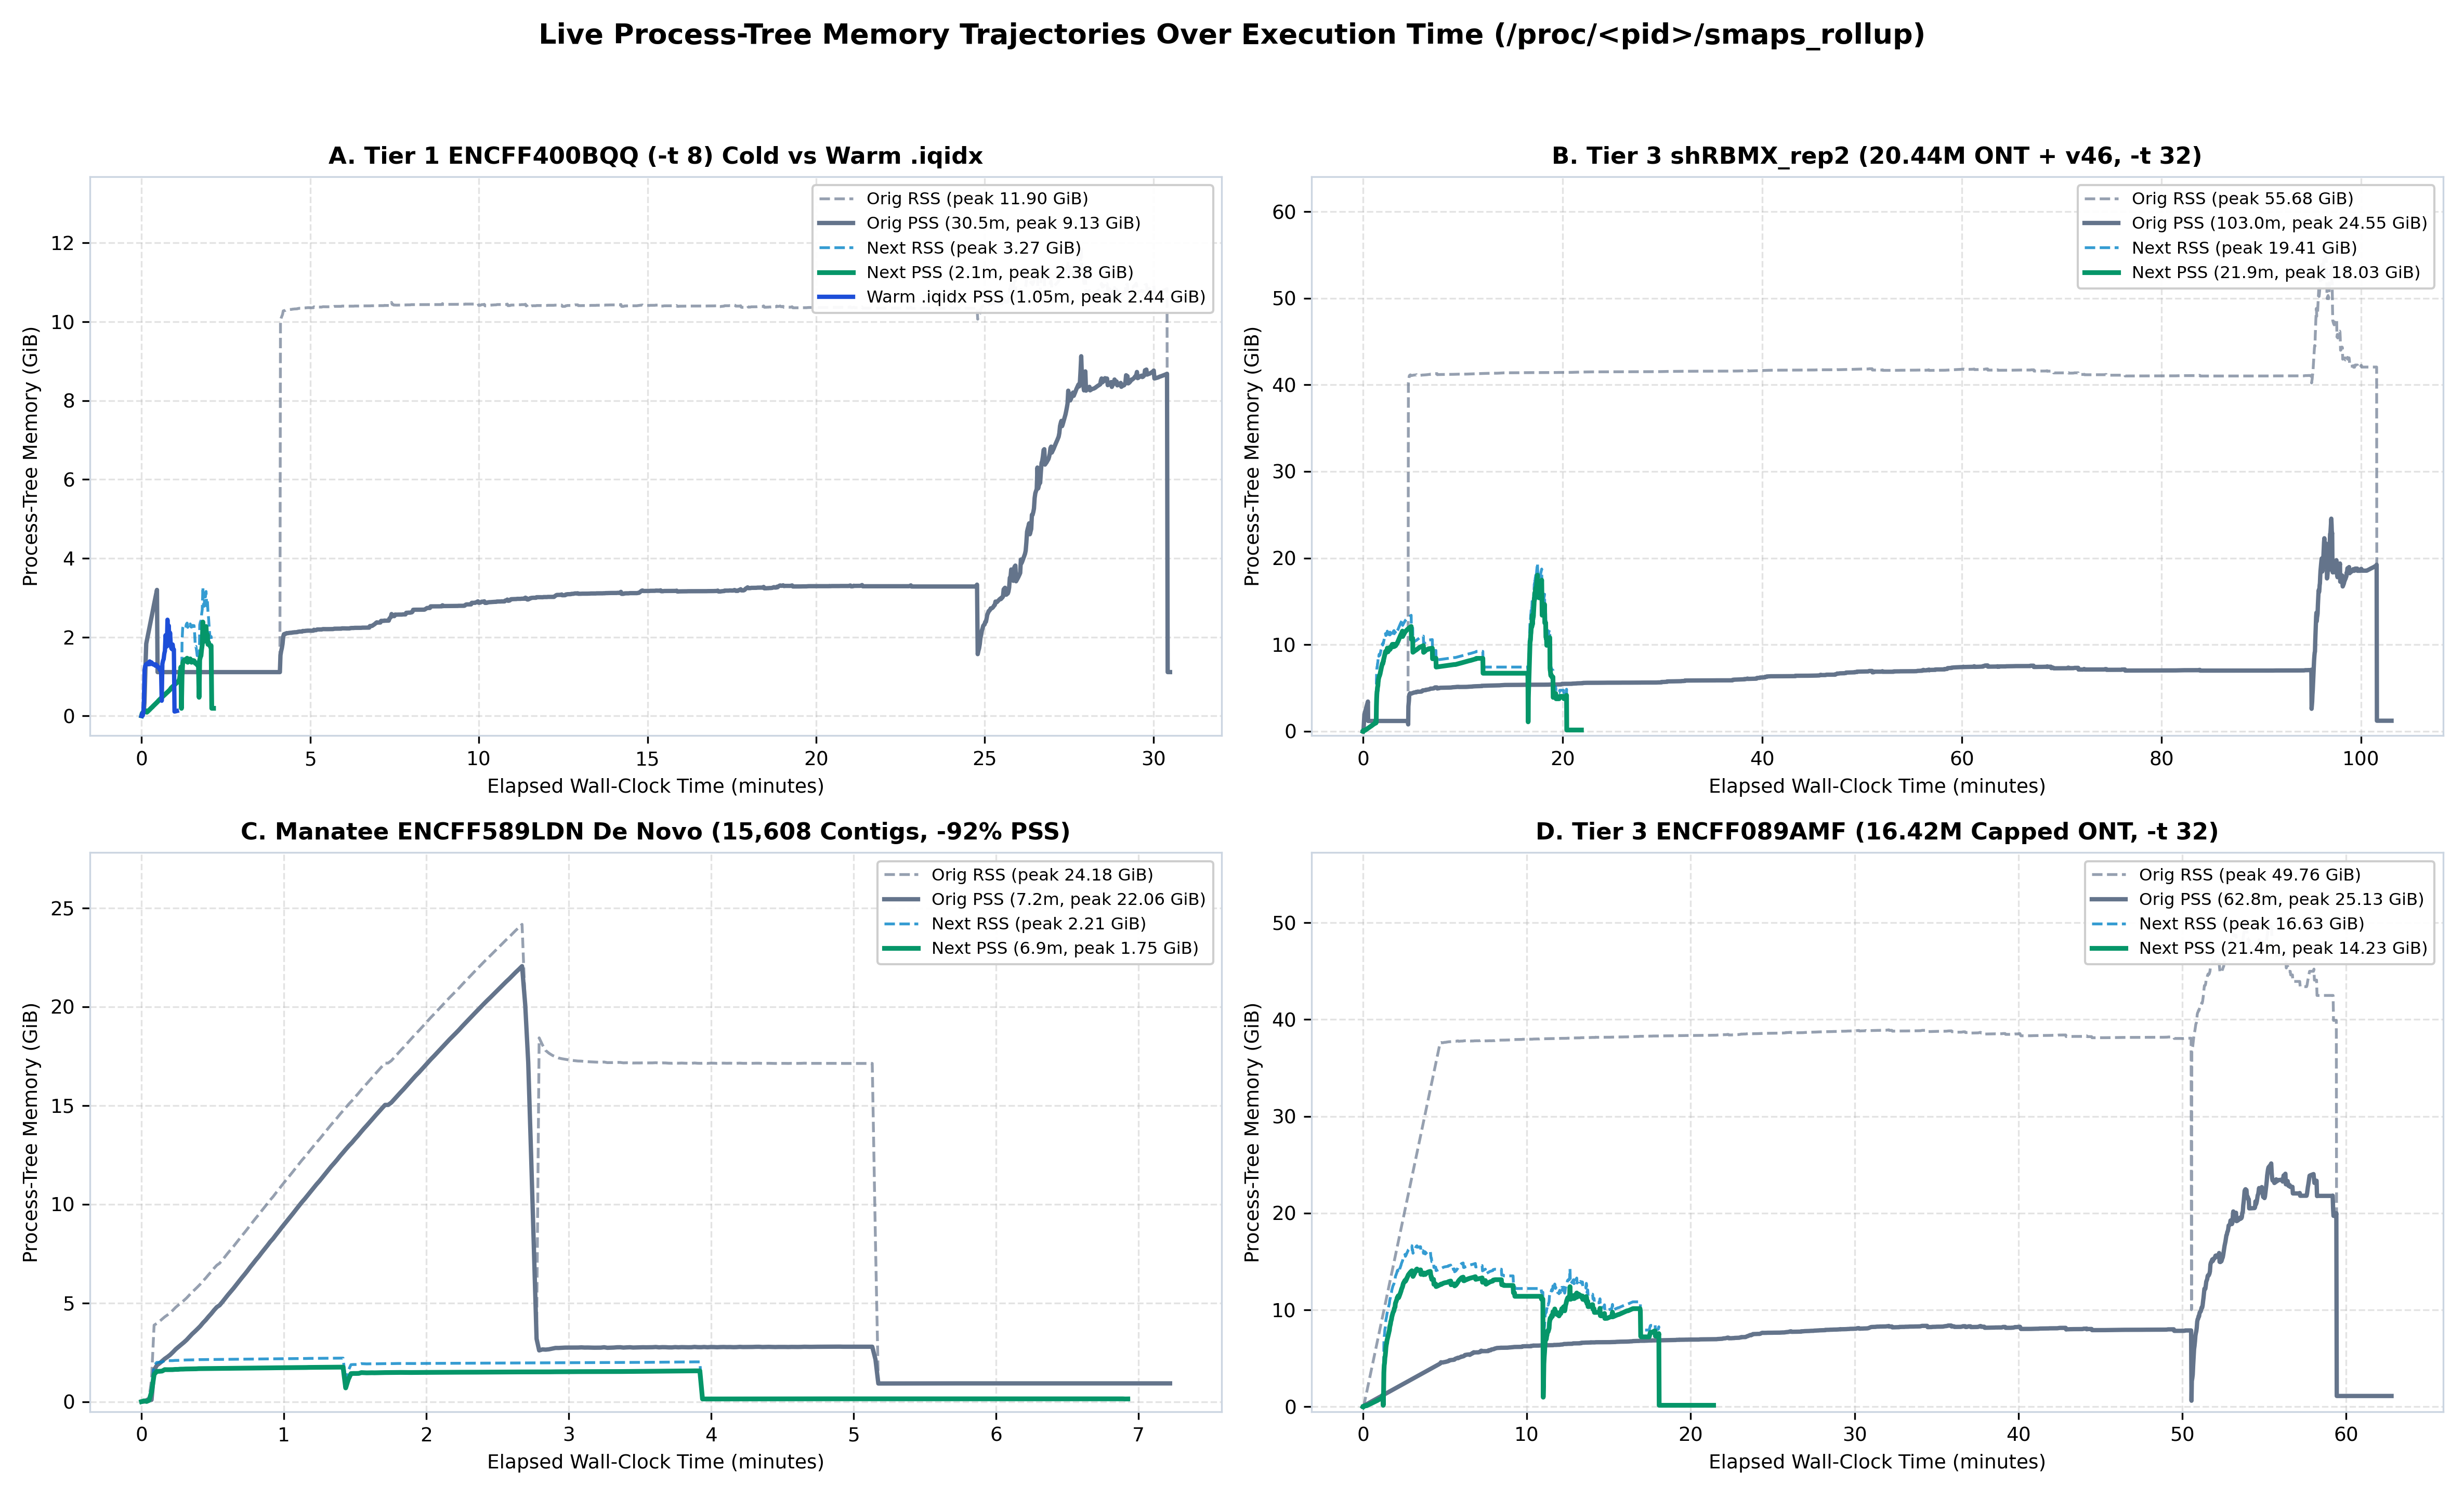 Live Process-Tree Memory Trajectories Over Execution Time (/proc/<pid>/smaps_rollup)
A. Tier 1 ENCFF400BQQ (-t 8) Cold vs Warm .iqidx
Orig RSS (peak 11.90 GiB)
Orig PSS (30.5m, peak 9.13 GiB)
Next RSS (peak 3.27 GiB)
Next PSS (2.1m, peak 2.38 GiB)
Warm .iqidx PSS (1.05m, peak 2.44 GiB)
Process-Tree Memory (GiB)
12
10
8
6
4
2
0
0 5 10 15 20 25 30
Elapsed Wall-Clock Time (minutes)
B. Tier 3 shRBMX_rep2 (20.44M ONT + v46, -t 32)
Orig RSS (peak 55.68 GiB)
Orig PSS (103.0m, peak 24.55 GiB)
Next RSS (peak 19.41 GiB)
Next PSS (21.9m, peak 18.03 GiB)
Process-Tree Memory (GiB)
60
50
40
30
20
10
0
0 20 40 60 80 100
Elapsed Wall-Clock Time (minutes)
C. Manatee ENCFF589LDN De Novo (15,608 Contigs, -92% PSS)
Orig RSS (peak 24.18 GiB)
Orig PSS (7.2m, peak 22.06 GiB)
Next RSS (peak 2.21 GiB)
Next PSS (6.9m, peak 1.75 GiB)
Process-Tree Memory (GiB)
25
20
15
10
5
0
0 1 2 3 4 5 6 7
Elapsed Wall-Clock Time (minutes)
D. Tier 3 ENCFF089AMF (16.42M Capped ONT, -t 32)
Orig RSS (peak 49.76 GiB)
Orig PSS (62.8m, peak 25.13 GiB)
Next RSS (peak 16.63 GiB)
Next PSS (21.4m, peak 14.23 GiB)
Process-Tree Memory (GiB)
50
40
30
20
10
0
0 10 20 30 40 50 60
Elapsed Wall-Clock Time (minutes)